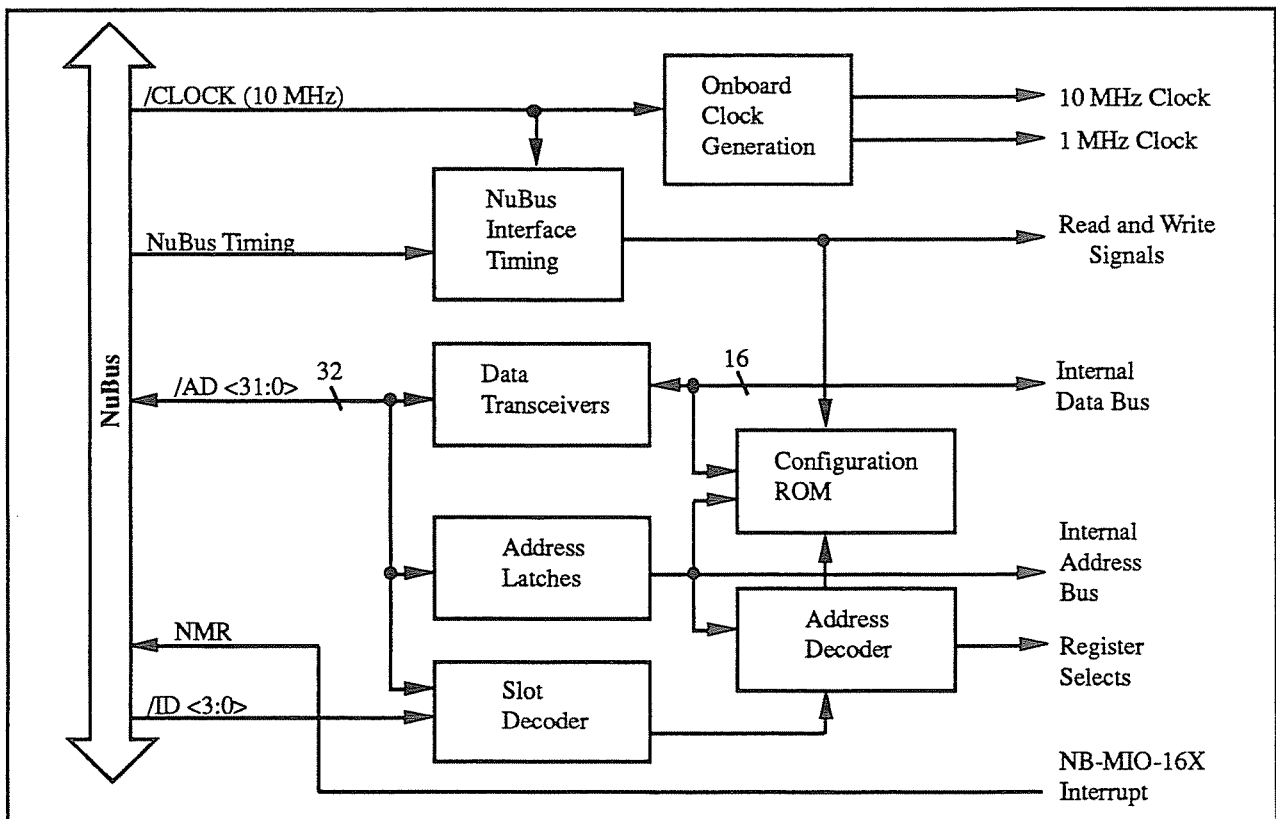 /CLOCK (10 MHz)
Onboard
Clock
Generation
10 MHz Clock
1 MHz Clock
NuBus
Interface
Timing
NuBus Timing
Read and Write
Signals
NuBus
/AD <31:0>
32
Data
Transceivers
16
Internal
Data Bus
Configuration
ROM
Address
Latches
Internal
Address
Bus
NMR
Address
Decoder
Register
Selects
/ID <3:0>
Slot
Decoder
NB-MIO-16X
Interrupt